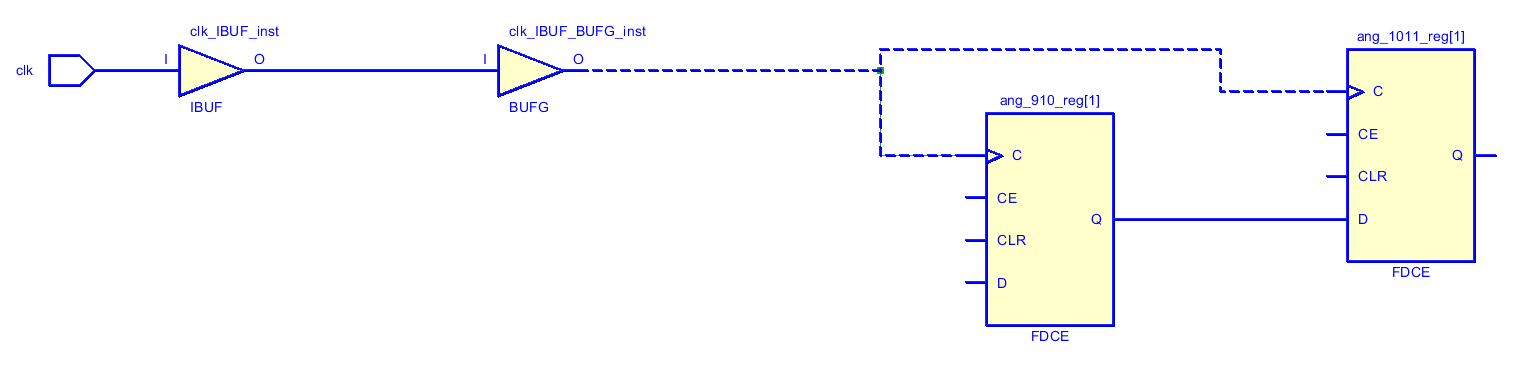 clk_IBUF_inst
clk_IBUF_BUFG_inst
ang_1011_reg[1]
clk
I
O
I
O
IBUF
BUFG
C
CE
CLR
Q
D
FDCE
ang_910_reg[1]
C
CE
CLR
Q
D
FDCE